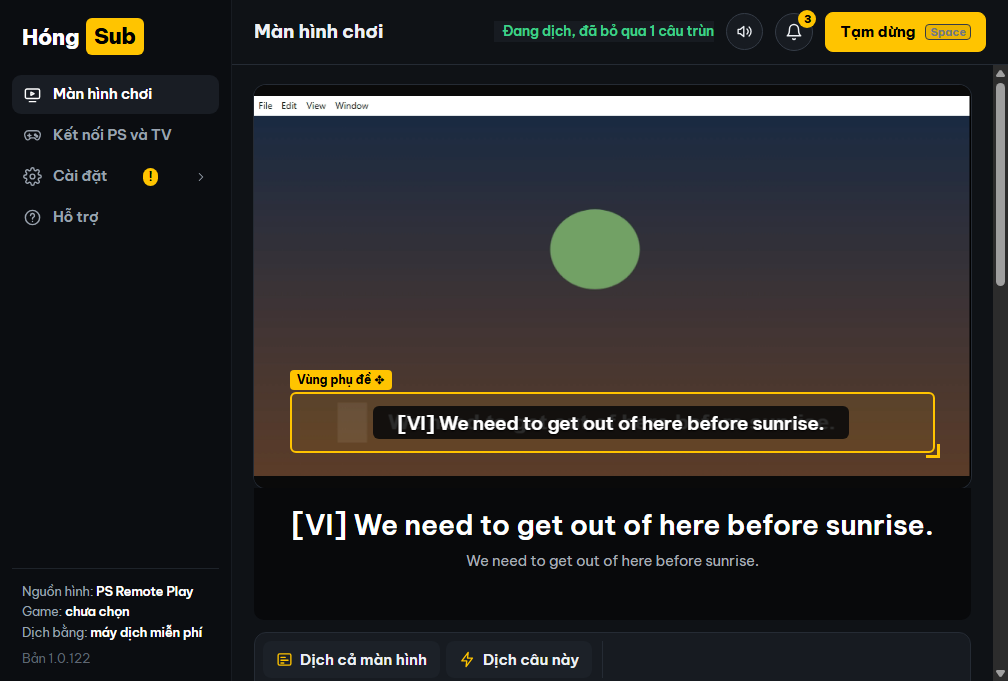 Hóng Sub
Màn hình chơi
Kết nối PS và TV
Cài đặt !
Hỗ trợ
Nguồn hình: PS Remote Play
Game: chưa chọn
Dịch bằng: máy dịch miễn phí
Bản 1.0.122
Màn hình chơi
Đang dịch, đã bỏ qua 1 câu trùn
3
Tạm dừng Space
File Edit View Window
Vùng phụ đề
[VI] We need to get out of here before sunrise.
[VI] We need to get out of here before sunrise.
We need to get out of here before sunrise.
Dịch cả màn hình
Dịch câu này